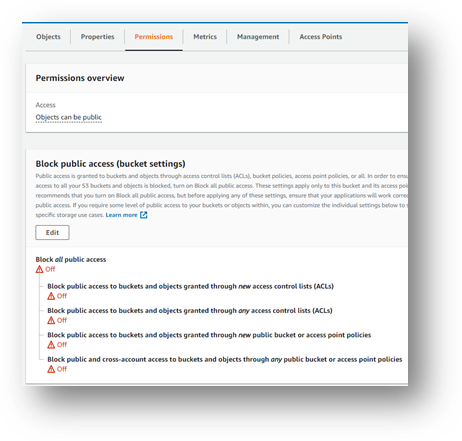 Objects Properties Permissions Metrics Management Access Points
Permissions overview
Access
Objects can be public
Block public access (bucket settings)
Public access is granted to buckets and objects through access control lists (ACLs), bucket policies, access point policies, or all. In order to ensu
access to all your S3 buckets and objects is blocked, turn on Block all public access. These settings apply only to this bucket and its access poi
recommends that you turn on Block all public access, but before applying any of these settings, ensure that your applications will work correc
public access. If you require some level of public access to your buckets or objects within, you can customize the individual settings below to s
specific storage use cases. Learn more
Edit
Block all public access
Off
Block public access to buckets and objects granted through new access control lists (ACLs)
Off
Block public access to buckets and objects granted through any access control lists (ACLs)
Off
Block public access to buckets and objects granted through new public bucket or access point policies
Off
Block public and cross-account access to buckets and objects through any public bucket or access point policies
Off